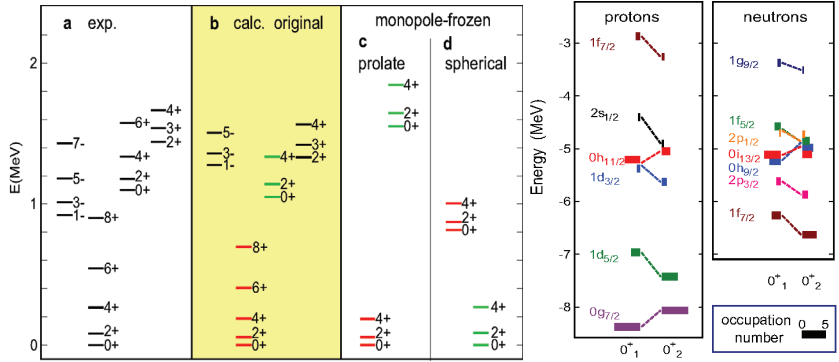 a exp.
b calc. original
monopole-frozen
c
prolate
d
spherical
E(MeV)
2
1
0
7-
5-
3-
1-
8+
6+
4+
2+
0+
6+
4+
2+
0+
4+
3+
2+
5-
3-
1-
8+
6+
4+
2+
0+
4+
2+
0+
4+
3+
2+
4+
2+
0+
4+
2+
0+
4+
2+
0+
4+
2+
0+
protons
Energy (MeV)
-3
-4
-5
-6
-7
-8
1f7/2
2s1/2
0h11/2
1d3/2
1d5/2
0g7/2
0+1 0+2
neutrons
1g9/2
1f5/2
2p1/2
0i13/2
0h9/2
2p3/2
1f7/2
0+1 0+2
occupation 0 5
number